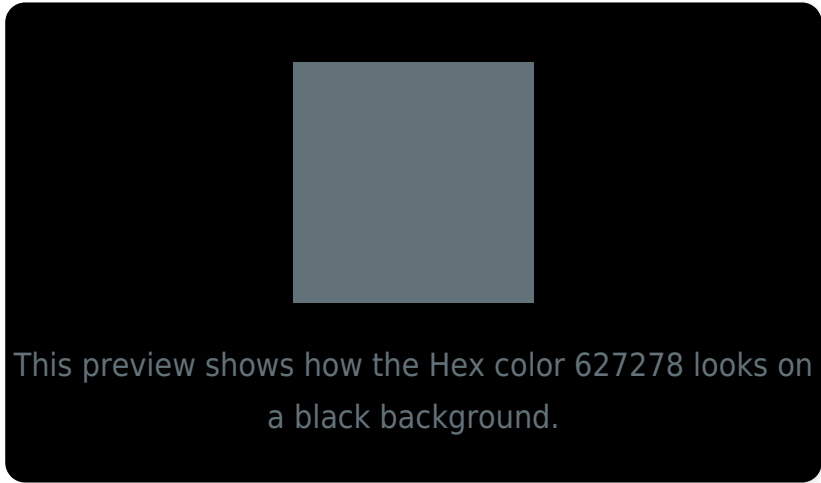 This preview shows how the Hex color 627278 looks on
a black background.